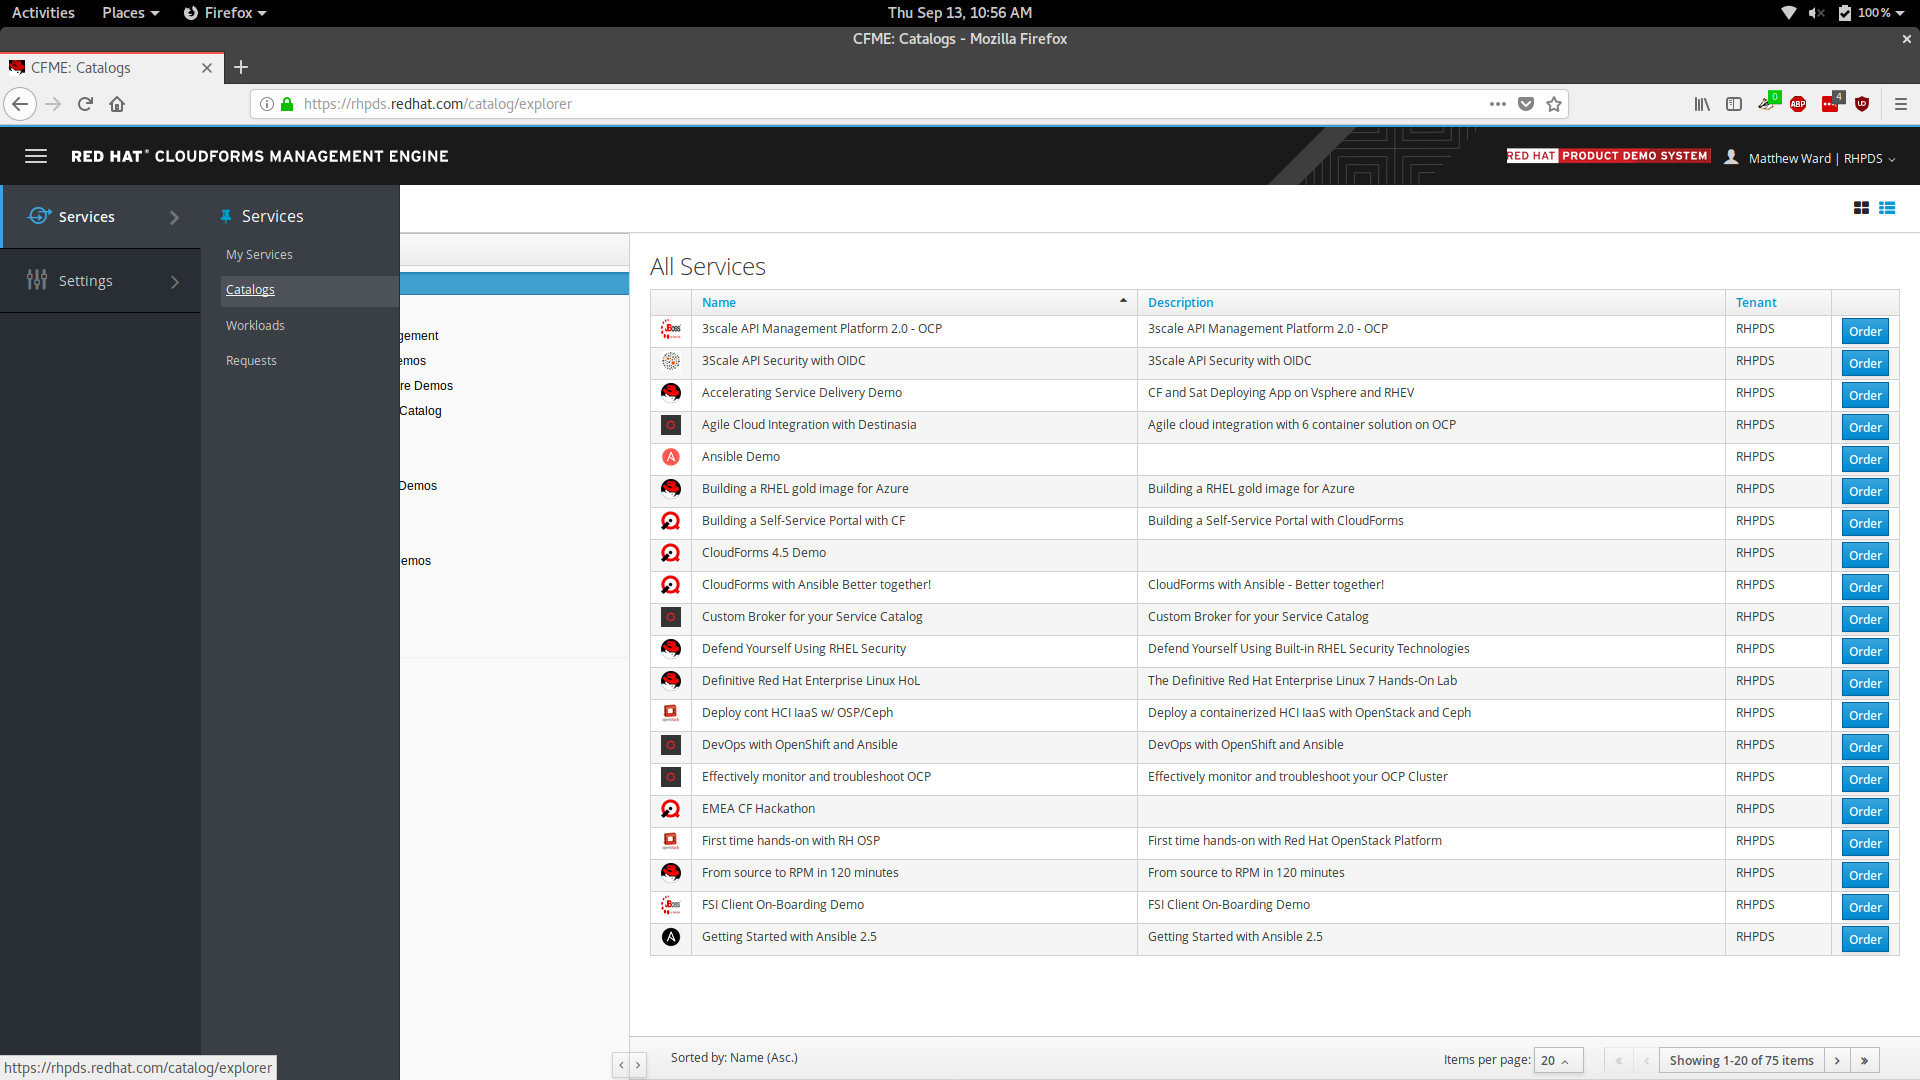 Activities Places Firefox Thu Sep 13, 10:56 AM 100%
CFME: Catalogs - Mozilla Firefox
CFME: Catalogs
https://rhpds.redhat.com/catalog/explorer
0 ABP 4
RED HAT® CLOUDFORMS MANAGEMENT ENGINE
RED HAT PRODUCT DEMO SYSTEM
Matthew Ward | RHPDS
Services
Settings
Services
My Services
Catalogs
Workloads
Requests
gement
emos
re Demos
Catalog
Demos
emos
All Services
Name Description Tenant
3scale API Management Platform 2.0 - OCP 3scale API Management Platform 2.0 - OCP RHPDS Order
3Scale API Security with OIDC 3Scale API Security with OIDC RHPDS Order
Accelerating Service Delivery Demo CF and Sat Deploying App on Vsphere and RHEV RHPDS Order
Agile Cloud Integration with Destinasia Agile cloud integration with 6 container solution on OCP RHPDS Order
Ansible Demo RHPDS Order
Building a RHEL gold image for Azure Building a RHEL gold image for Azure RHPDS Order
Building a Self-Service Portal with CF Building a Self-Service Portal with CloudForms RHPDS Order
CloudForms 4.5 Demo RHPDS Order
CloudForms with Ansible Better together! CloudForms with Ansible - Better together! RHPDS Order
Custom Broker for your Service Catalog Custom Broker for your Service Catalog RHPDS Order
Defend Yourself Using RHEL Security Defend Yourself Using Built-in RHEL Security Technologies RHPDS Order
Definitive Red Hat Enterprise Linux HoL The Definitive Red Hat Enterprise Linux 7 Hands-On Lab RHPDS Order
Deploy cont HCI IaaS w/ OSP/Ceph Deploy a containerized HCI IaaS with OpenStack and Ceph RHPDS Order
DevOps with OpenShift and Ansible DevOps with OpenShift and Ansible RHPDS Order
Effectively monitor and troubleshoot OCP Effectively monitor and troubleshoot your OCP Cluster RHPDS Order
EMEA CF Hackathon RHPDS Order
First time hands-on with RH OSP First time hands-on with Red Hat OpenStack Platform RHPDS Order
From source to RPM in 120 minutes From source to RPM in 120 minutes RHPDS Order
FSI Client On-Boarding Demo FSI Client On-Boarding Demo RHPDS Order
Getting Started with Ansible 2.5 Getting Started with Ansible 2.5 RHPDS Order
Sorted by: Name (Asc.) Items per page: 20 Showing 1-20 of 75 items
https://rhpds.redhat.com/catalog/explorer